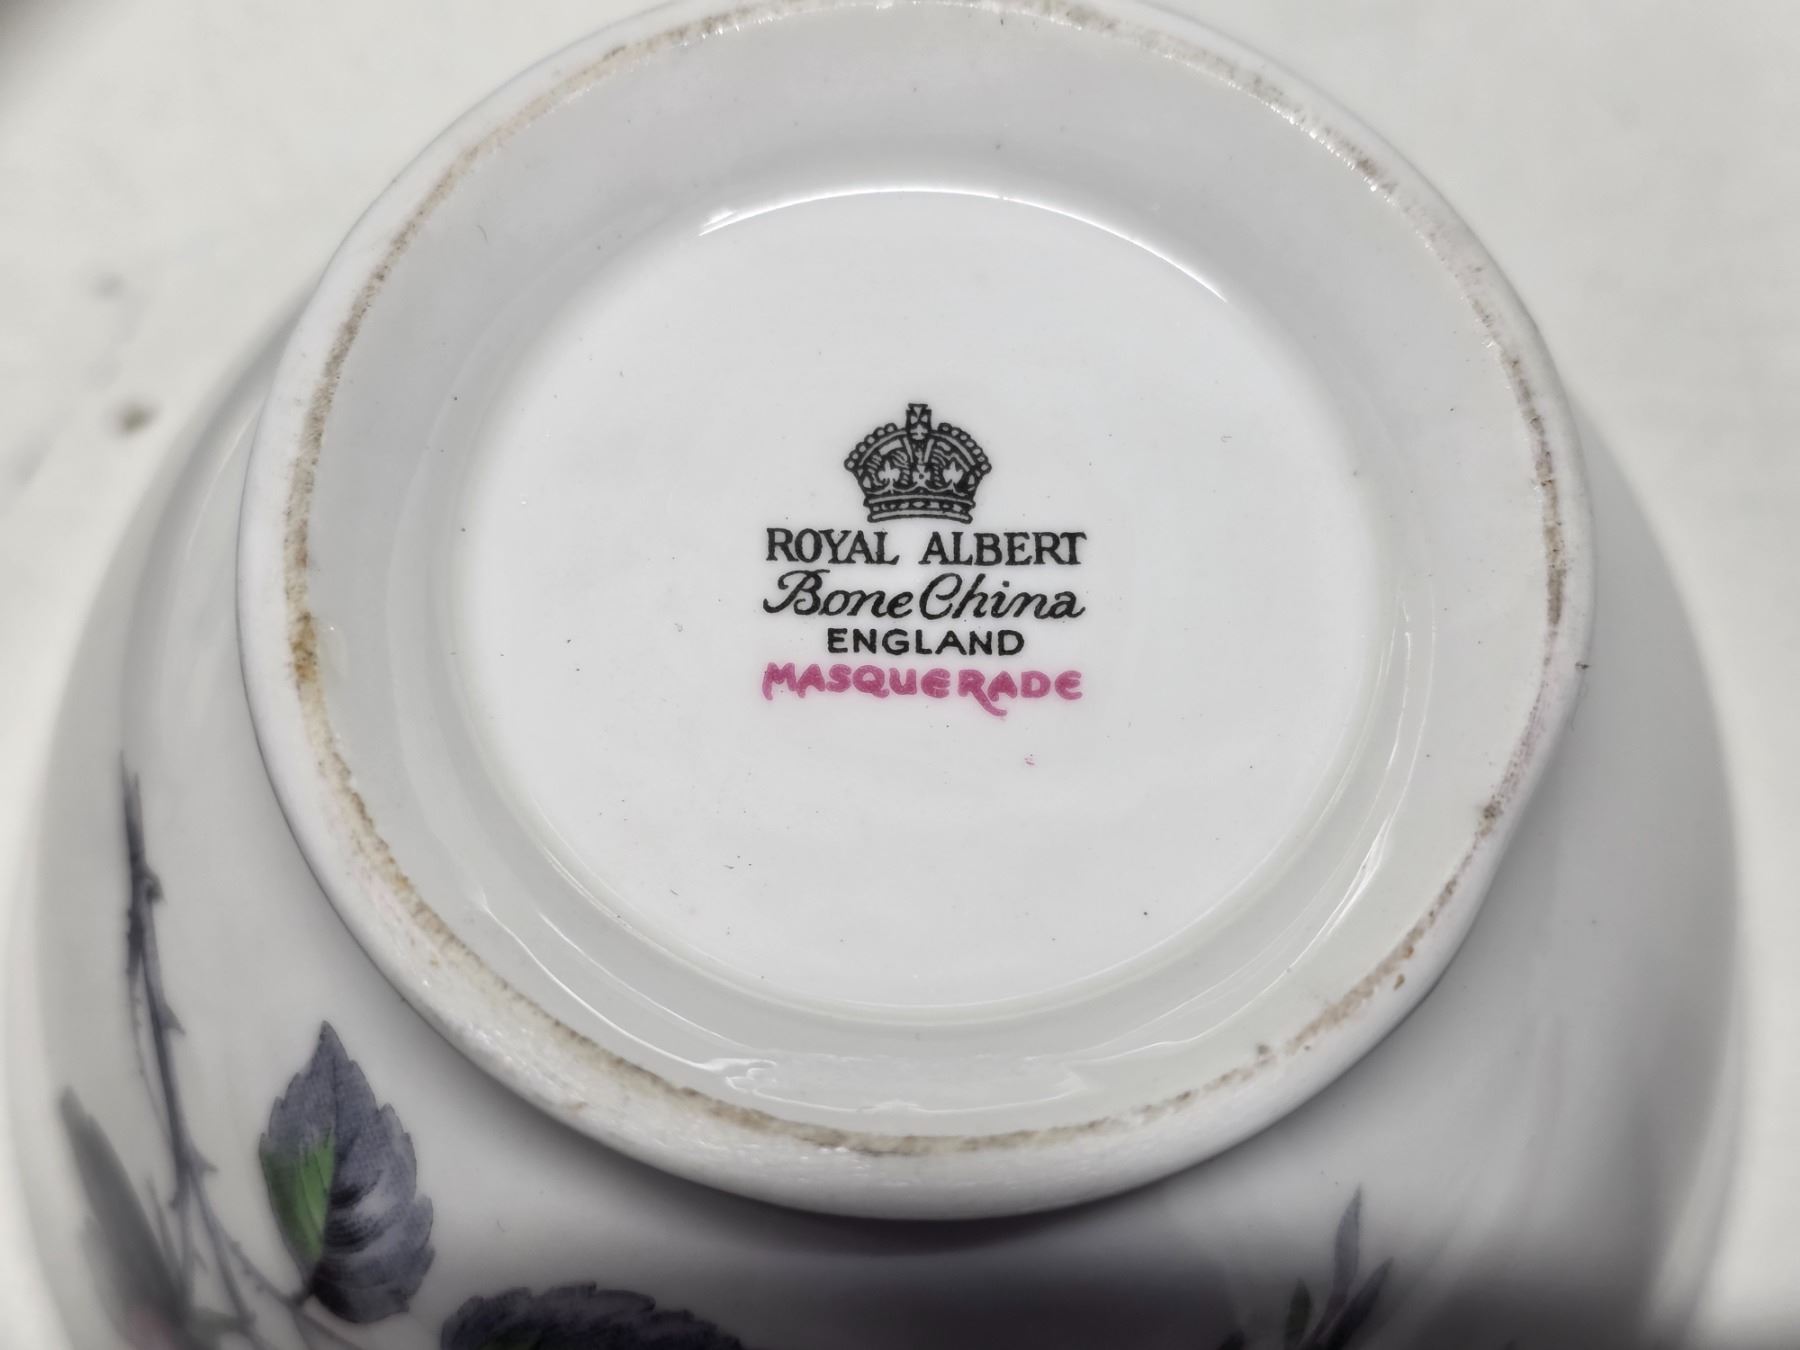 ROYAL ALBERT
Bone China
ENGLAND
MASQUERADE